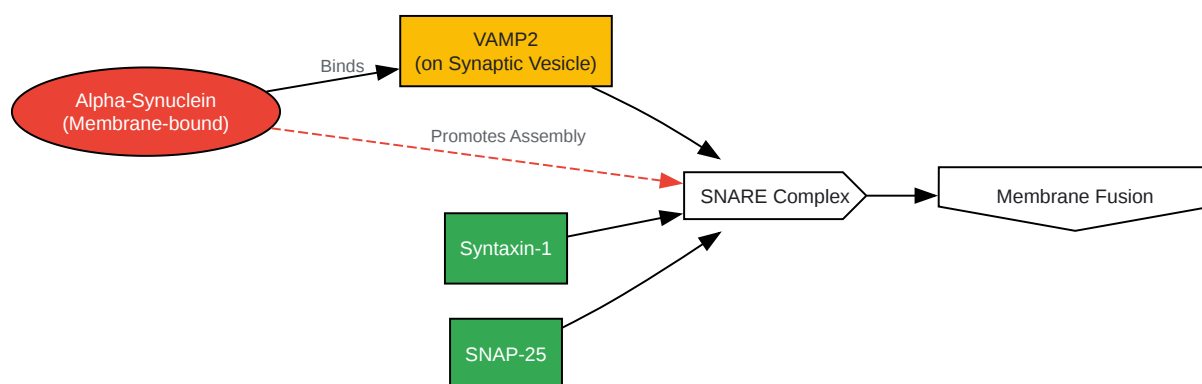 VAMP2
(on Synaptic Vesicle)
Binds
Alpha-Synuclein
(Membrane-bound)
Promotes Assembly
SNARE Complex
Membrane Fusion
Syntaxin-1
SNAP-25